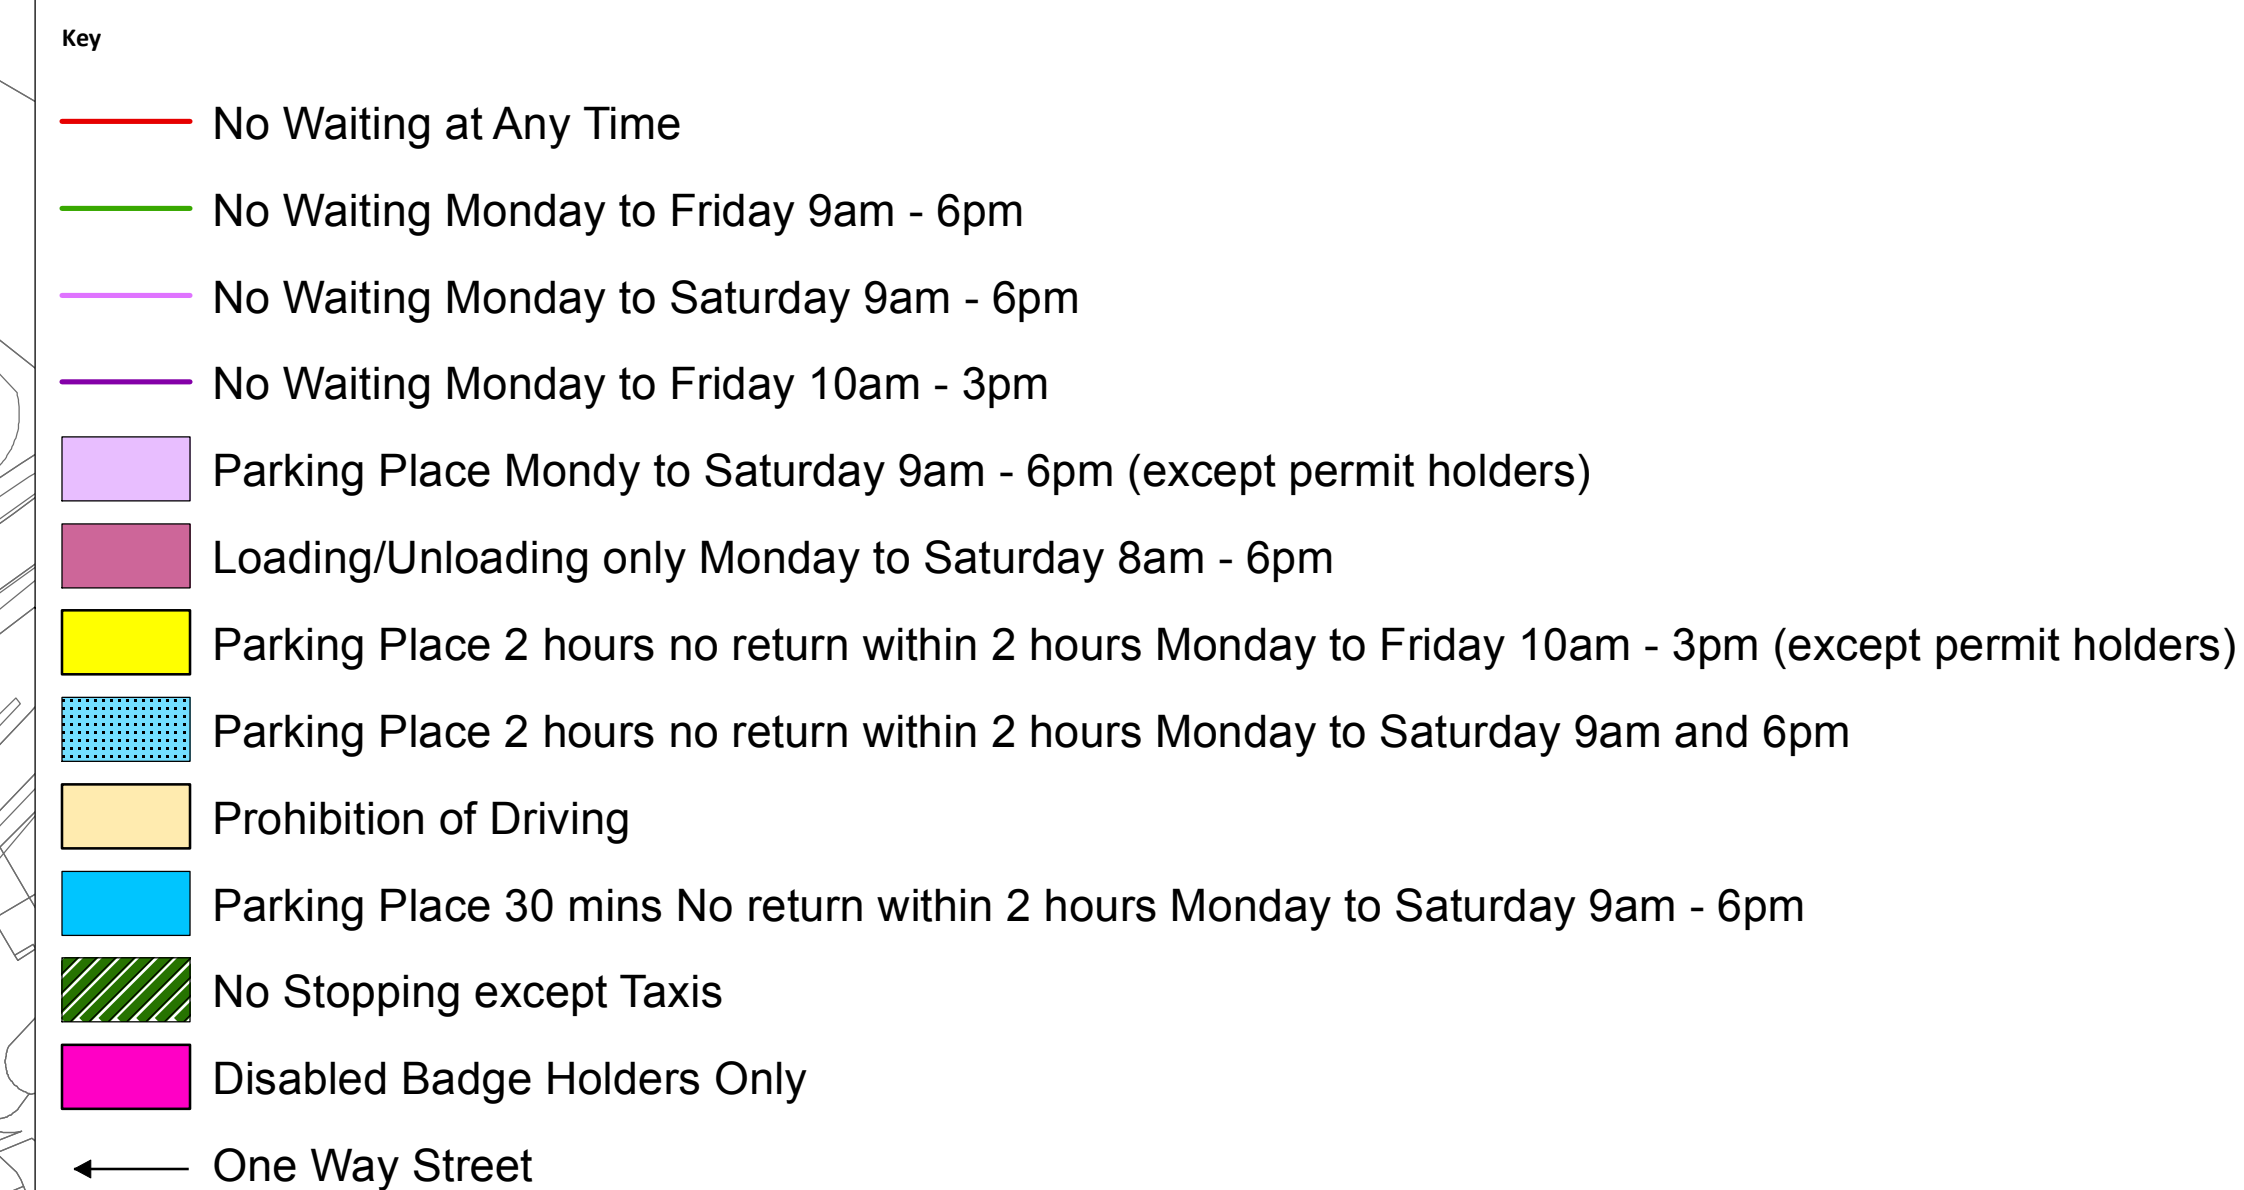 Key
No Waiting at Any Time
No Waiting Monday to Friday 9am - 6pm
No Waiting Monday to Saturday 9am - 6pm
No Waiting Monday to Friday 10am - 3pm
Parking Place Mondy to Saturday 9am - 6pm (except permit holders)
Loading/Unloading only Monday to Saturday 8am - 6pm
Parking Place 2 hours no return within 2 hours Monday to Friday 10am - 3pm (except permit holders)
Parking Place 2 hours no return within 2 hours Monday to Saturday 9am and 6pm
Prohibition of Driving
Parking Place 30 mins No return within 2 hours Monday to Saturday 9am - 6pm
No Stopping except Taxis
Disabled Badge Holders Only
One Way Street